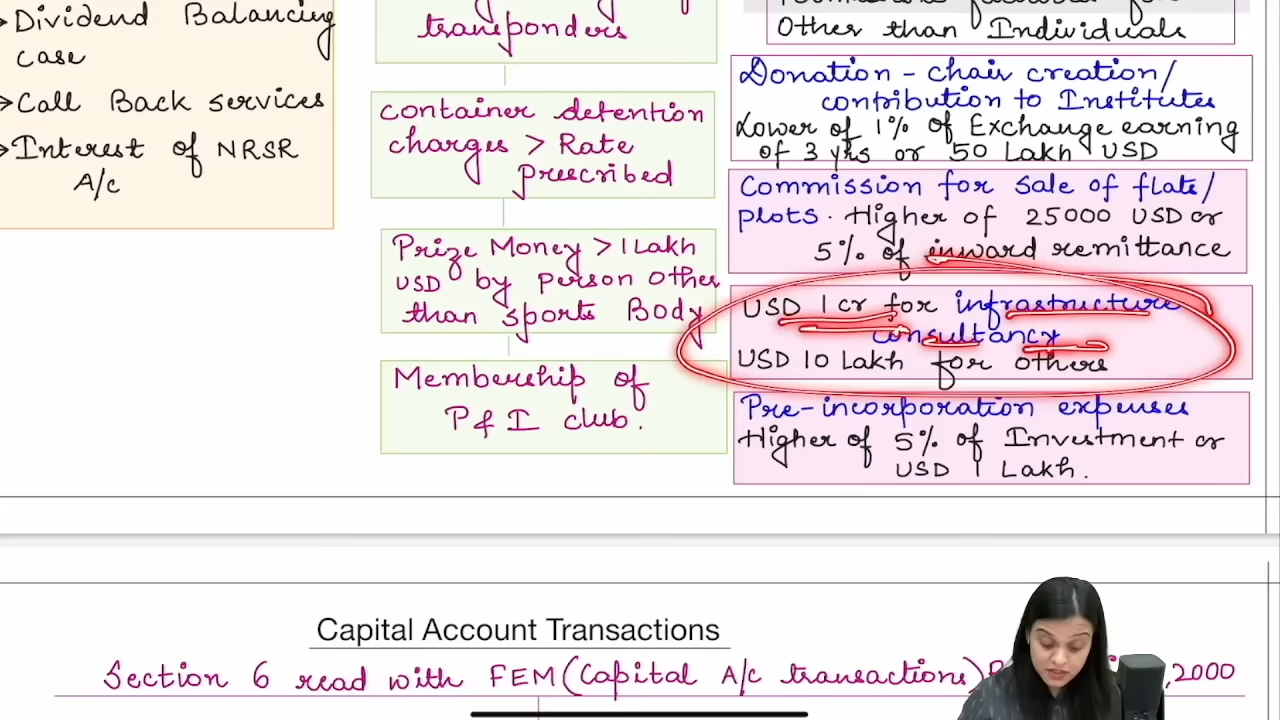 Dividend Balancing
case
Call Back services
Interest of NRSR
A/c
transponders
Container detention
charges > Rate
prescribed
Prize Money > 1 Lakh
USD by person other
than sports Body
Membership of
P & I club.
Other than Individuals
Donation - chair creation/
contribution to Institutes
Lower of 1% of Exchange earning
of 3 yrs or 50 Lakh USD
Commission for sale of flats/
plots. Higher of 25000 USD or
5% of inward remittance
USD 1 cr for infrastructure
consultancy
USD 10 Lakh for others
Pre-incorporation expenses
Higher of 5% of Investment or
USD 1 Lakh.
Capital Account Transactions
Section 6 read with FEM (Capital A/c transactions) ,2000